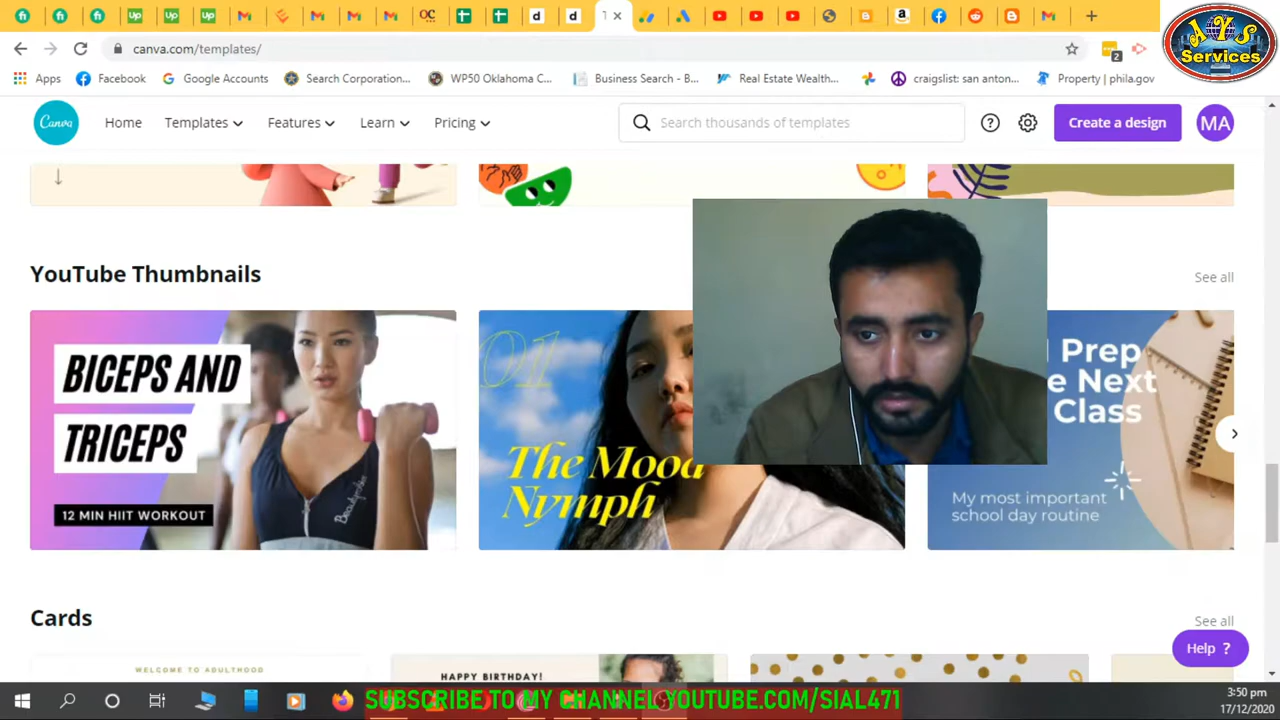 canva.com/templates/
2
AYS
Services
Apps
Facebook
Google Accounts
Search Corporation...
WP50 Oklahoma C...
Business Search - B...
Real Estate Wealth...
craigslist: san anton...
Property | phila.gov
Canva
Home
Templates
Features
Learn
Pricing
Search thousands of templates
Create a design
MA
YouTube Thumbnails
See all
BICEPS AND
TRICEPS
12 MIN HIIT WORKOUT
01
The Mood
Nymph
Prep
e Next
Class
My most important
school day routine
Cards
See all
Help ?
WELCOME TO ADULTHOOD
HAPPY BIRTHDAY!
SUBSCRIBE TO MY CHANNEL YOUTUBE.COM/SIAL471
3:50 pm
17/12/2020